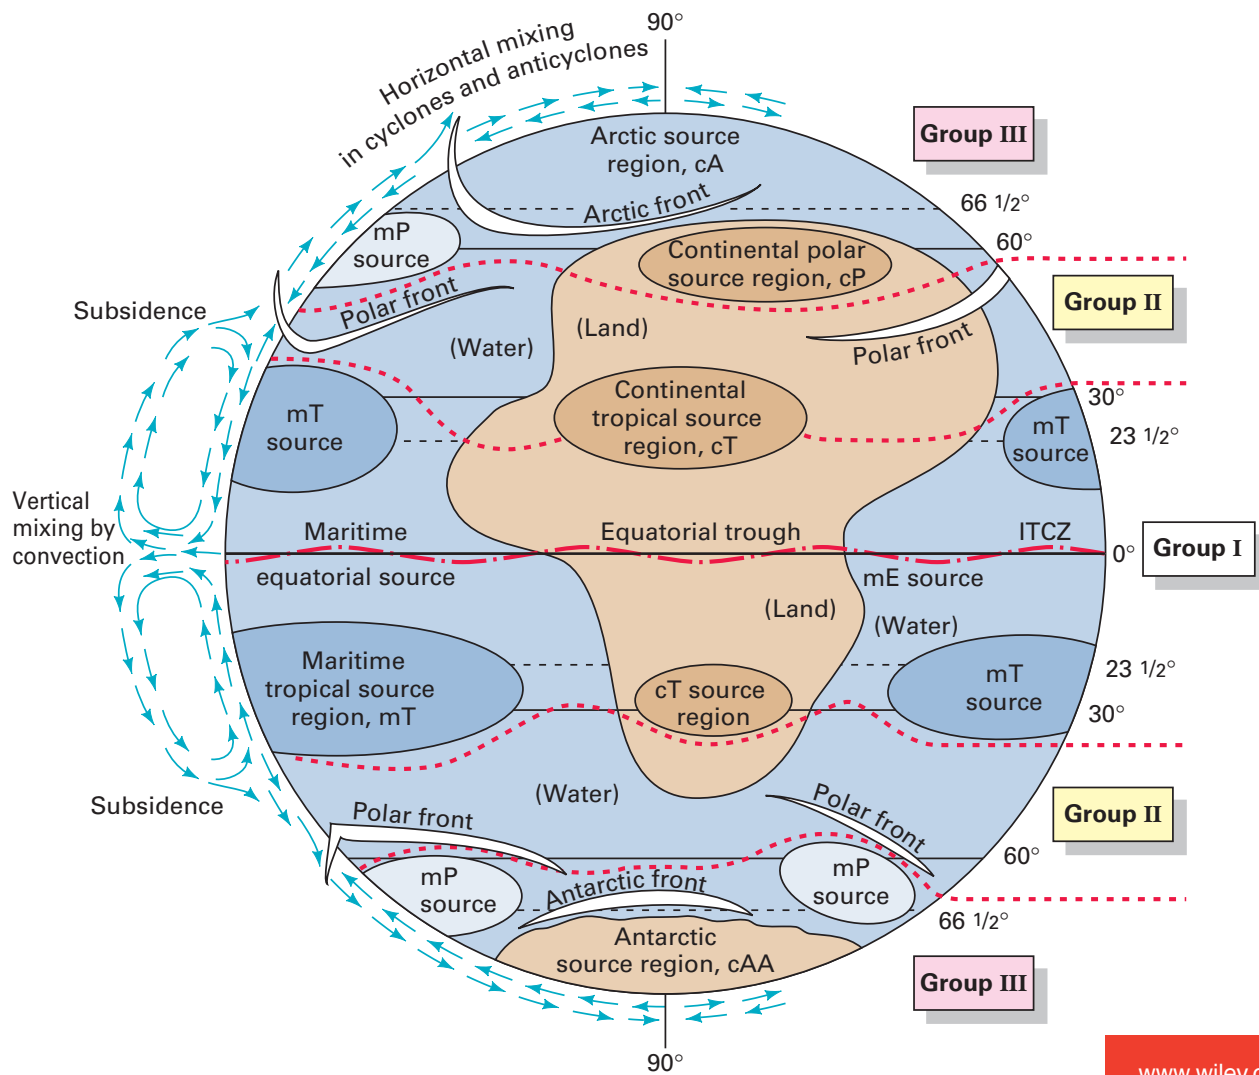 90°
Horizontal mixing
in cyclones and anticyclones
Group III
Arctic source
region, cA
66 1/2°
Arctic front
mP
source
60°
Continental polar
source region, cP
Group II
Subsidence
Polar front
(Land)
(Water)
Polar front
30°
Continental
tropical source
region, cT
mT
source
mT
source
23 1/2°
Vertical
mixing by
convection
Maritime
Equatorial trough
ITCZ
0°
Group I
equatorial source
mE source
(Land)
(Water)
Maritime
tropical source
region, mT
cT source
region
mT
source
23 1/2°
30°
Subsidence
(Water)
Polar front
Polar front
Group II
60°
mP
source
Antarctic front
mP
source
66 1/2°
Antarctic
source region, cAA
Group III
90°